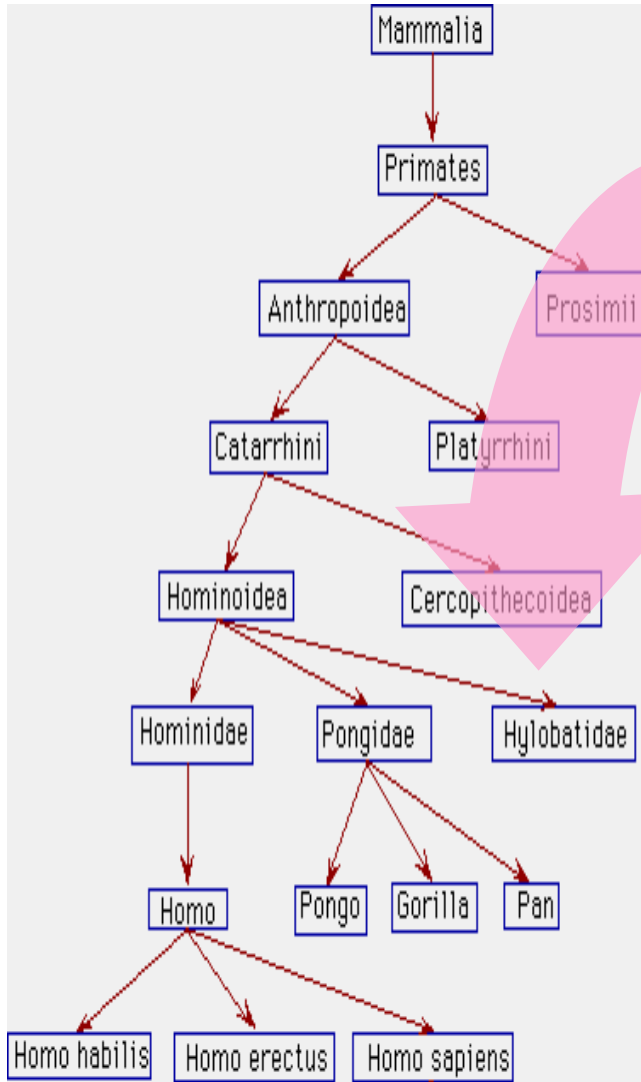 Mammalia
Primates
Anthropoidea
Prosimii
Catarrhini
Platyrrhini
Hominoidea
Cercopithecoidea
Hominidae
Pongidae
Hylobatidae
Homo
Pongo
Gorilla
Pan
Homo habilis
Homo erectus
Homo sapiens